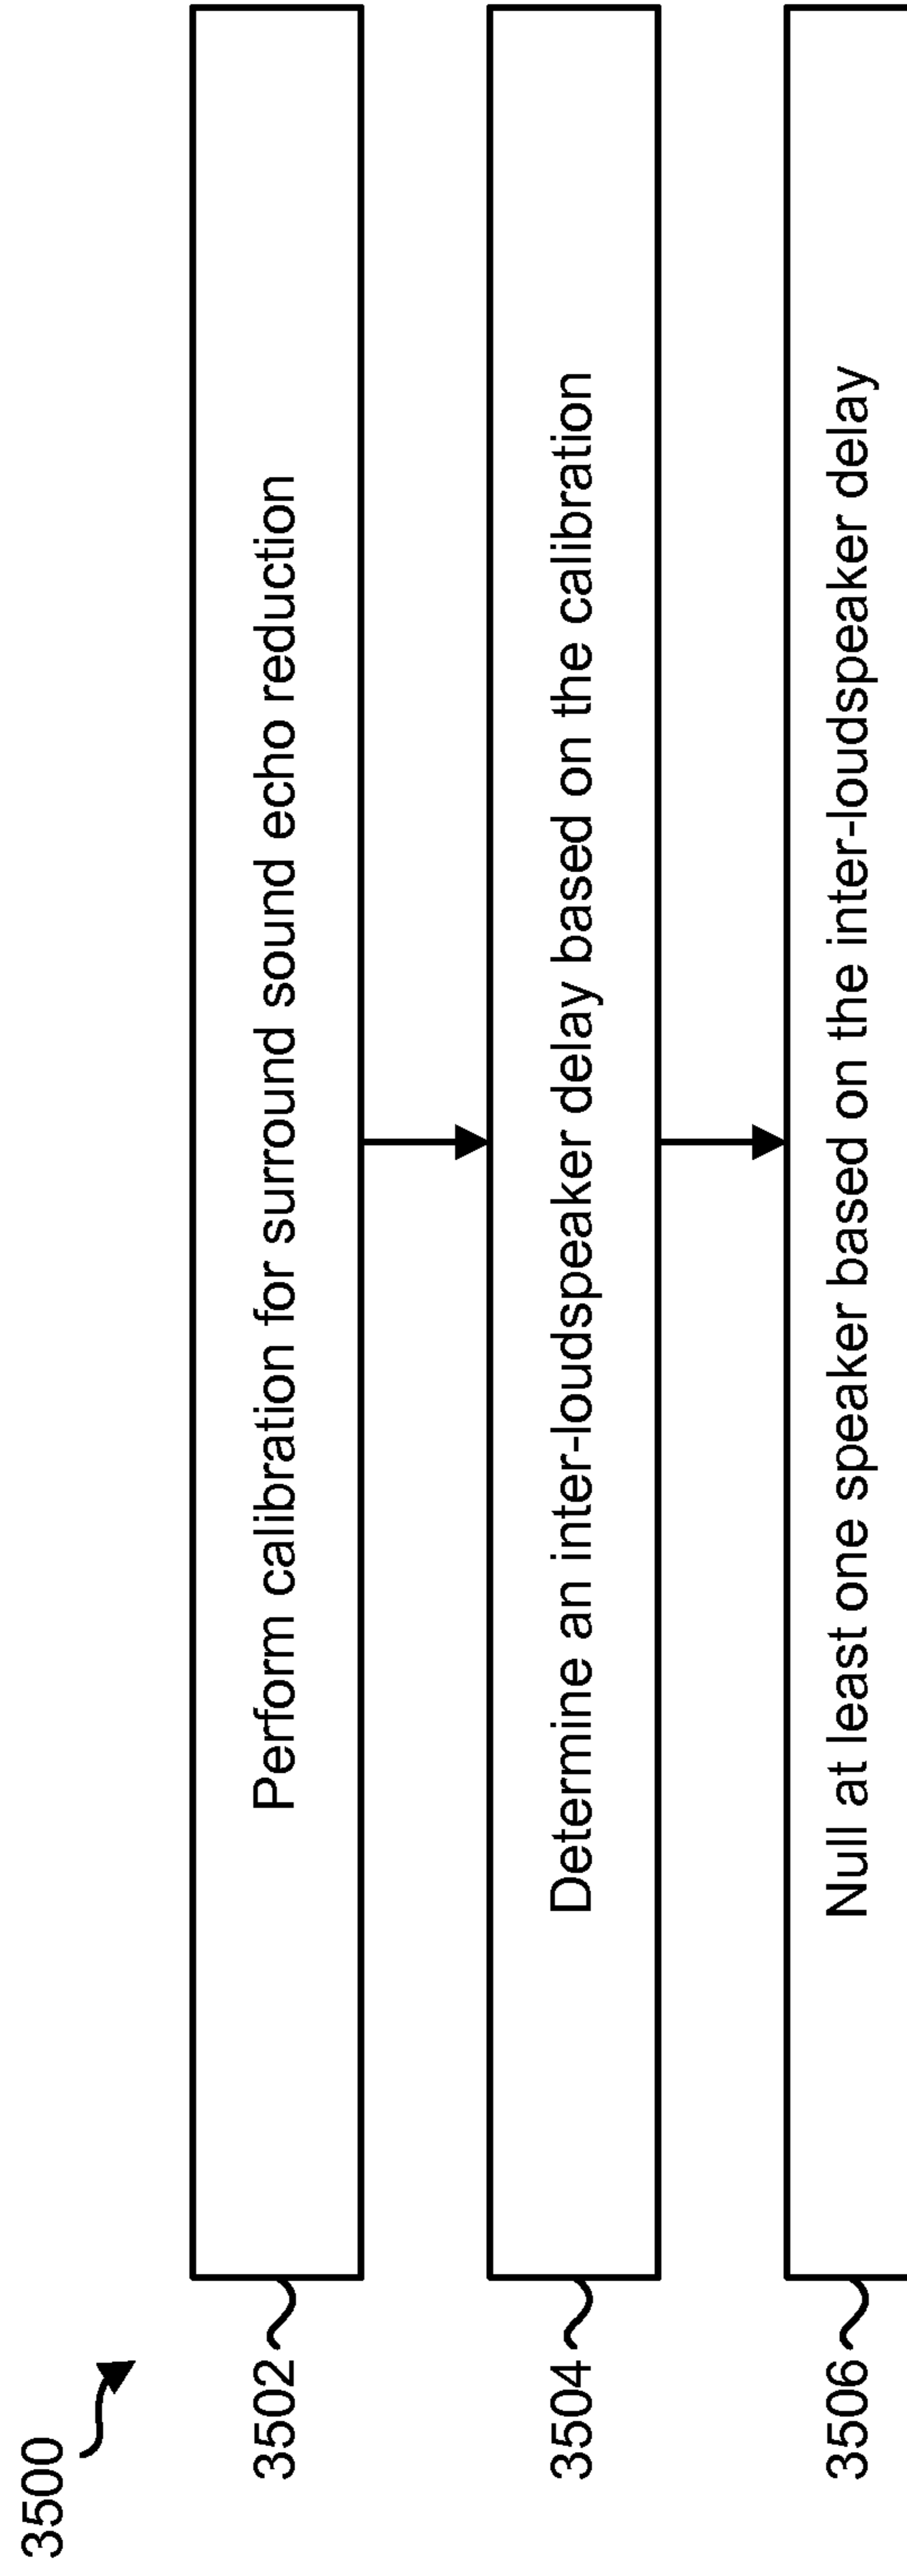 3500
3502
Perform calibration for surround sound echo reduction
3504
Determine an inter-loudspeaker delay based on the calibration
3506
Null at least one speaker based on the inter-loudspeaker delay